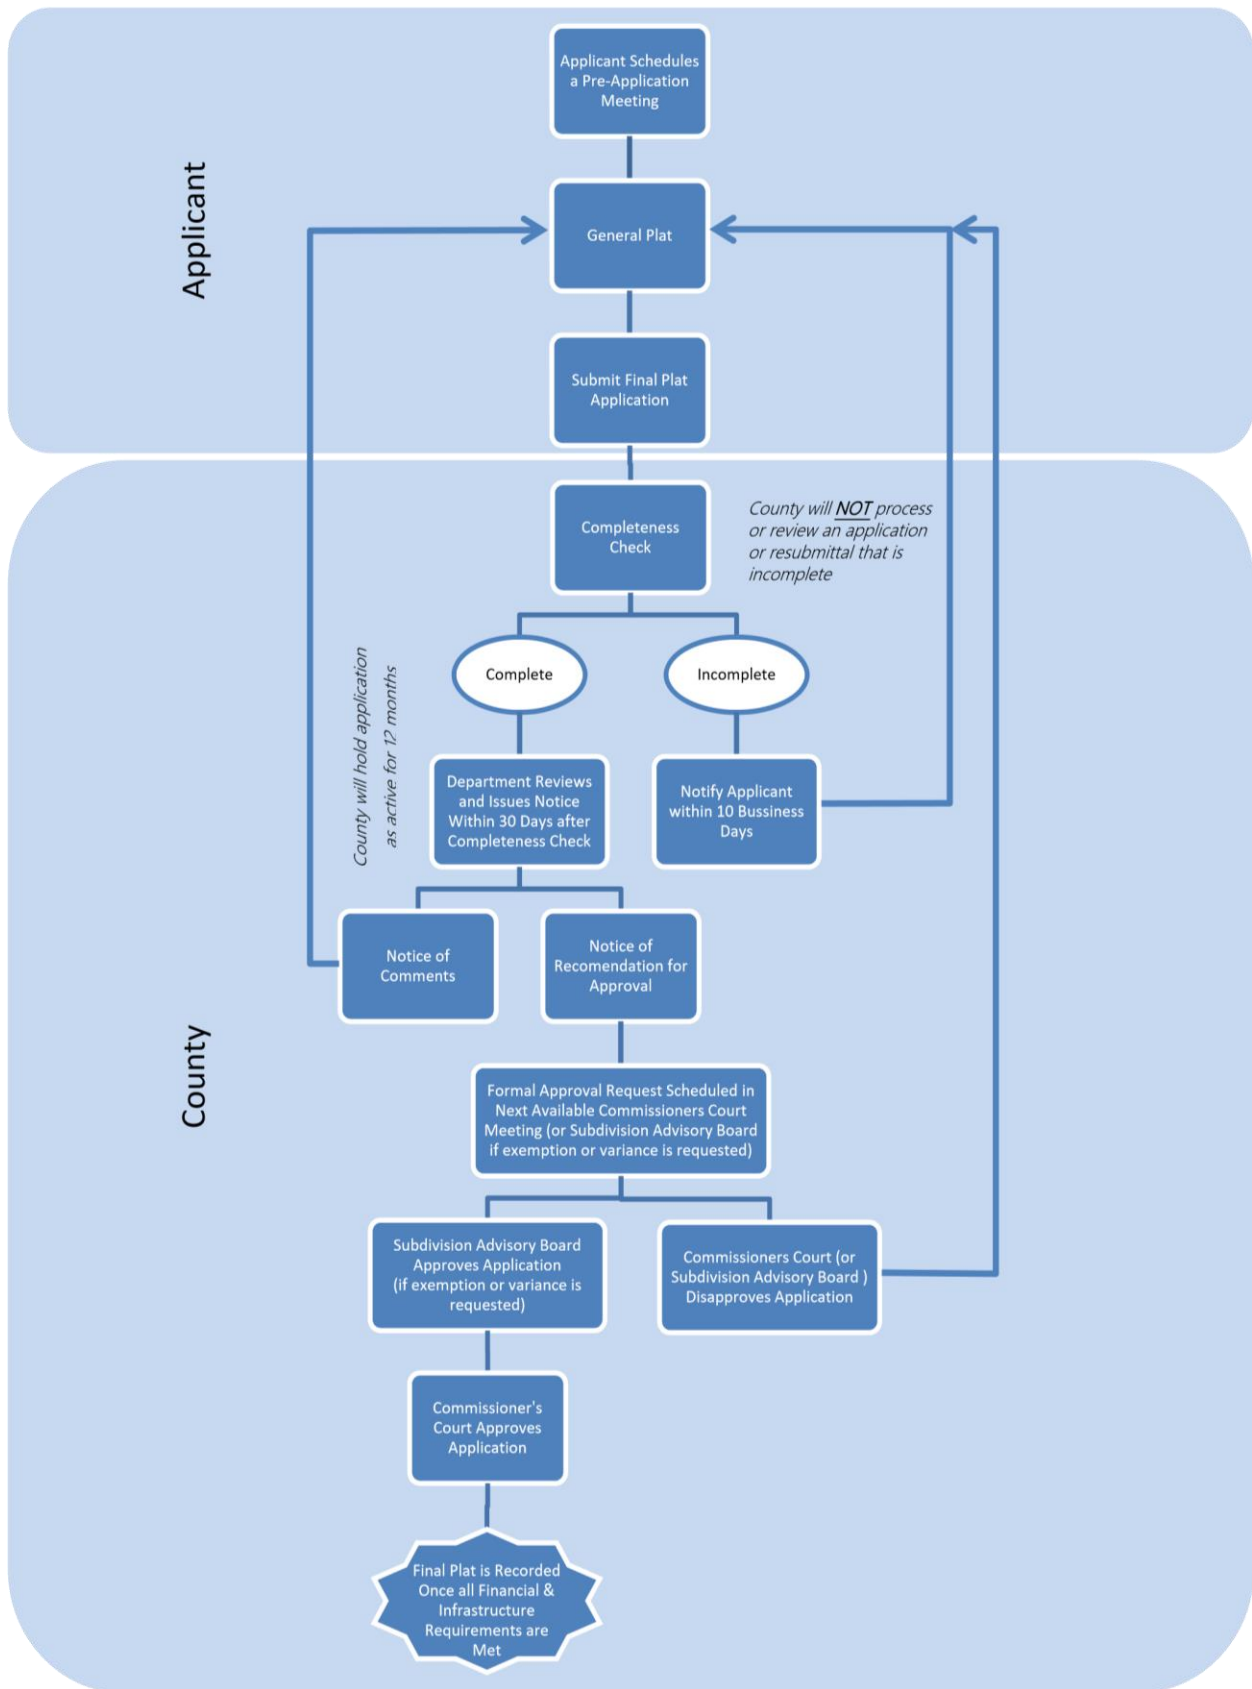 Applicant
Applicant Schedules
a Pre-Application
Meeting
General Plat
Submit Final Plat
Application
County
Completeness
Check
County will NOT process
or review an application
or resubmittal that is
incomplete
Complete
Incomplete
County will hold application
as active for 12 months
Department Reviews
and Issues Notice
Within 30 Days after
Completeness Check
Notify Applicant
within 10 Bussiness
Days
Notice of
Comments
Notice of
Recomendation for
Approval
Formal Approval Request Scheduled in
Next Available Commissioners Court
Meeting (or Subdivision Advisory Board
if exemption or variance is requested)
Subdivision Advisory Board
Approves Application
(if exemption or variance is
requested)
Commissioners Court (or
Subdivision Advisory Board )
Disapproves Application
Commissioner's
Court Approves
Application
Final Plat is Recorded
Once all Financial &
Infrastructure
Requirements are
Met